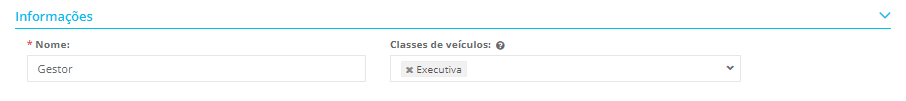 Informações
* Nome: Classes de veículos:
Gestor Executiva